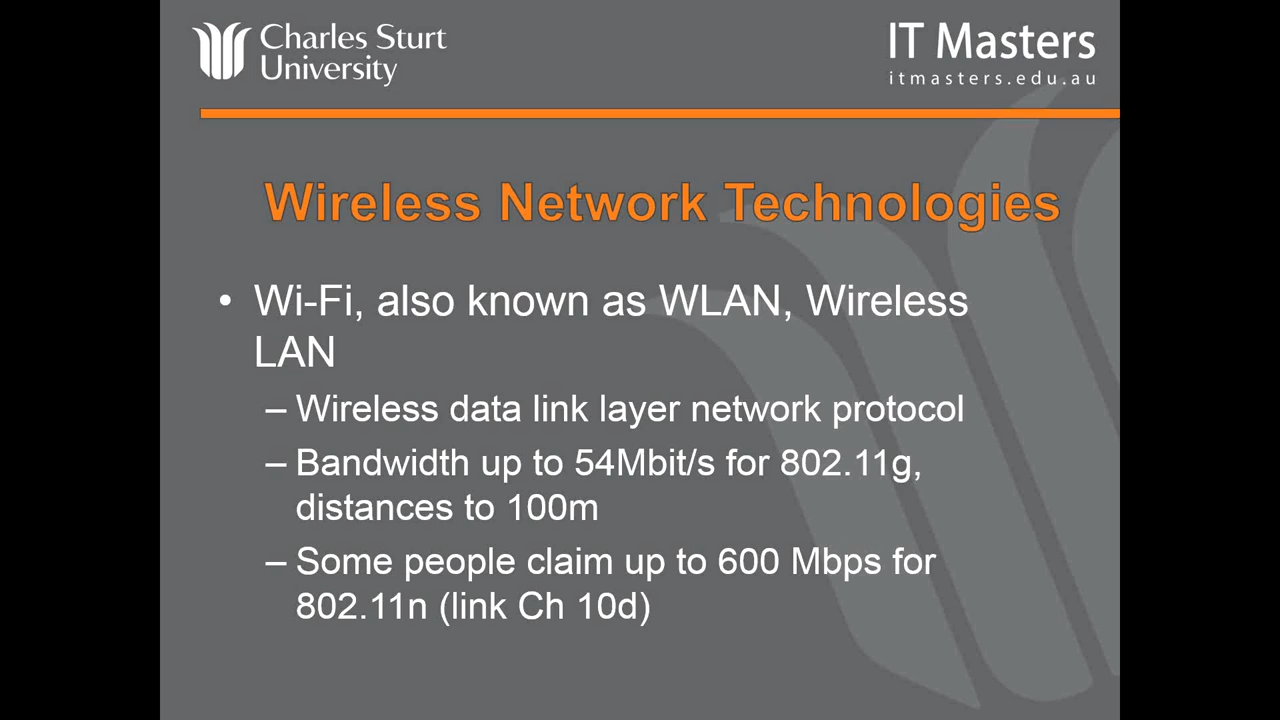 Charles Sturt
University
IT Masters
itmasters.edu.au
Wireless Network Technologies
• Wi-Fi, also known as WLAN, Wireless
LAN
– Wireless data link layer network protocol
– Bandwidth up to 54Mbit/s for 802.11g,
distances to 100m
– Some people claim up to 600 Mbps for
802.11n (link Ch 10d)